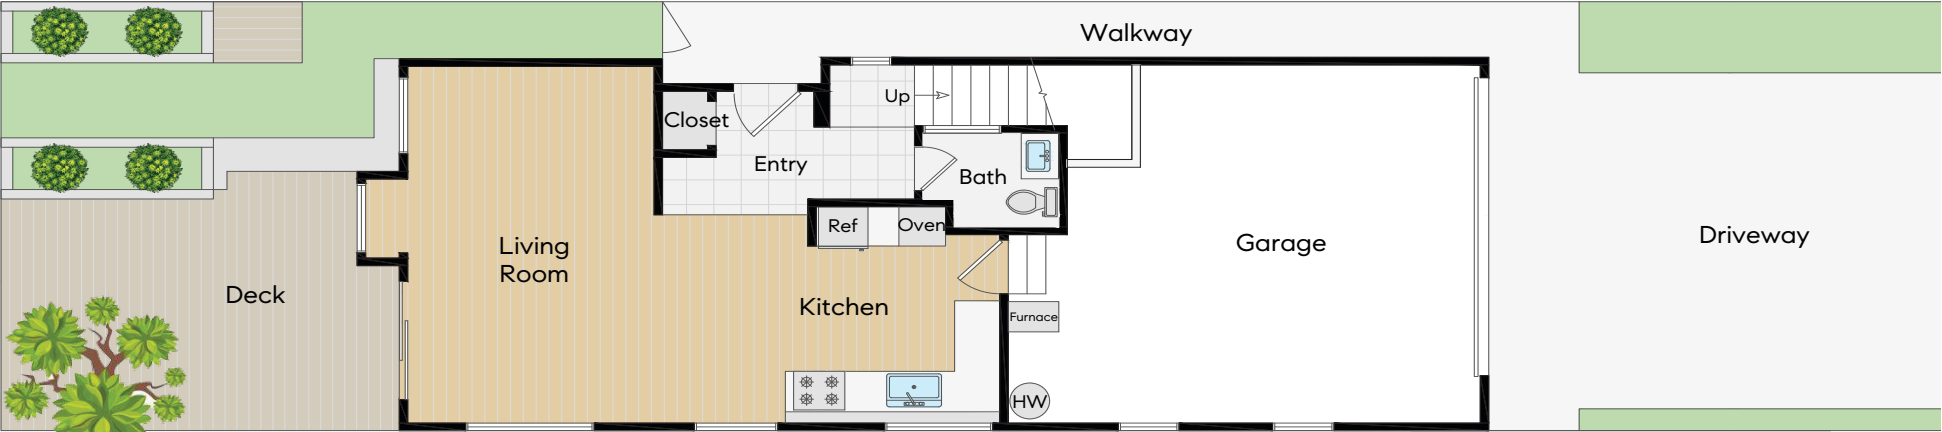 Walkway
Up
Closet
Entry
Bath
Ref
Oven
Living
Room
Garage
Driveway
Deck
Kitchen
Furnace
HW